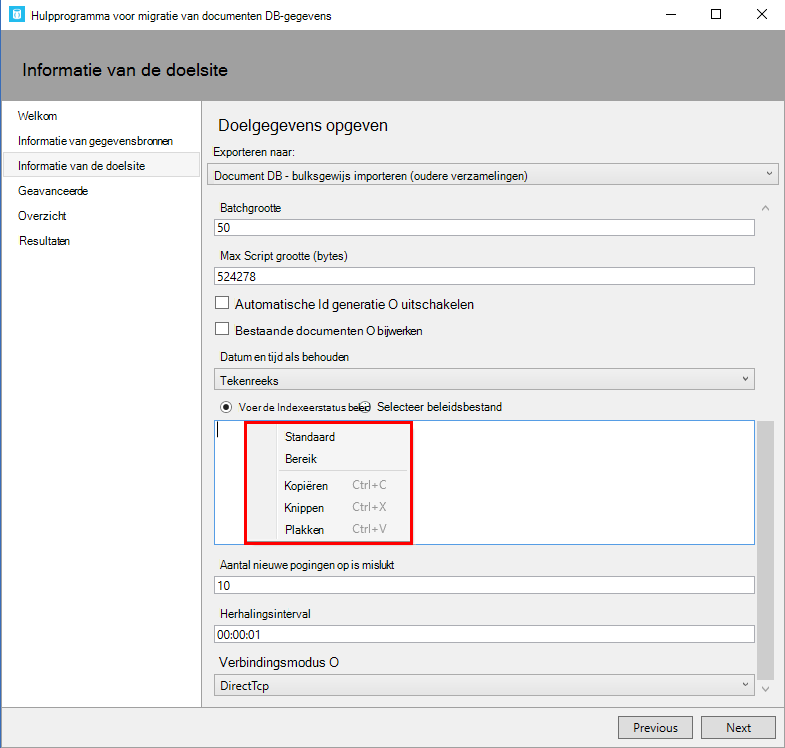 Hulpprogramma voor migratie van documenten DB-gegevens
Informatie van de doelsite
Welkom
Informatie van gegevensbronnen
Informatie van de doelsite
Geavanceerde
Overzicht
Resultaten
Doelgegevens opgeven
Exporteren naar:
Document DB - bulksgewijs importeren (oudere verzamelingen)
Batchgrootte
50
Max Script grootte (bytes)
524278
Automatische Id generatie O uitschakelen
Bestaande documenten O bijwerken
Datum en tijd als behouden
Tekenreeks
Voer de Indexeerstatus beleid Selecteer beleidsbestand
Standaard
Bereik
Kopiëren Ctrl+C
Knippen Ctrl+X
Plakken Ctrl+V
Aantal nieuwe pogingen op is mislukt
10
Herhalingsinterval
00:00:01
Verbindingsmodus O
DirectTcp
Previous Next